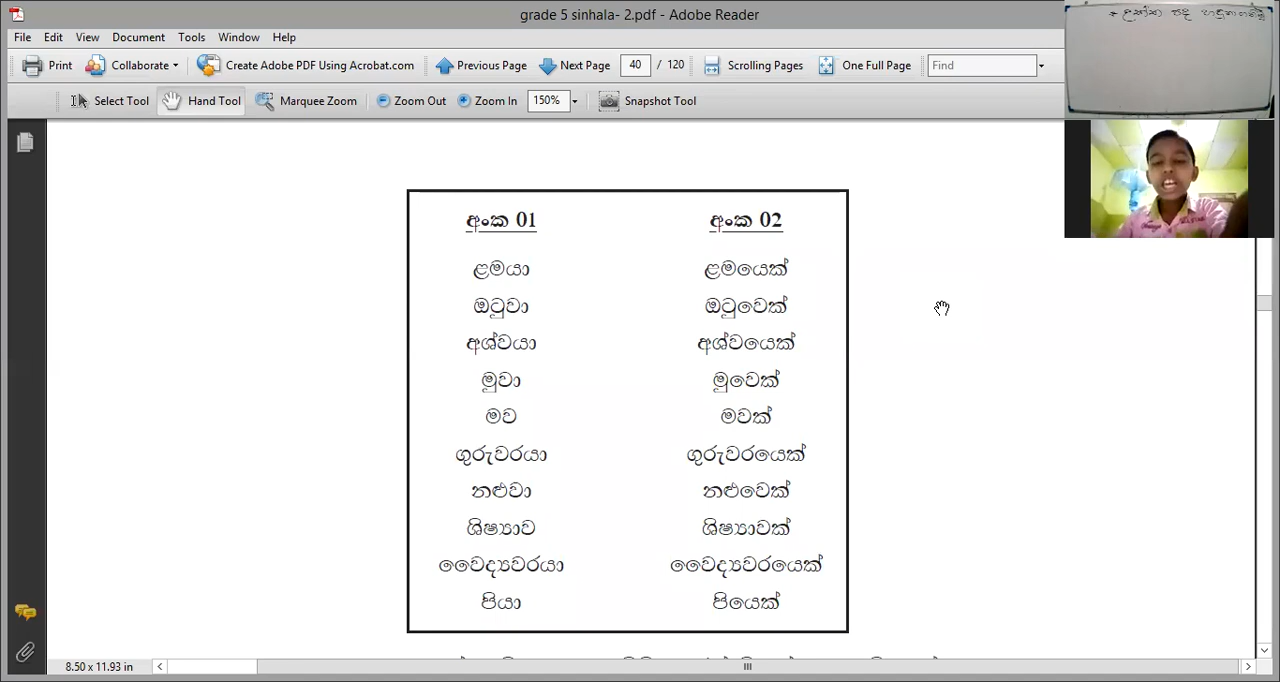 grade 5 sinhala- 2.pdf - Adobe Reader
File Edit View Document Tools Window Help
Print Collaborate Create Adobe PDF Using Acrobat.com Previous Page 40 / 120 Next Page Scrolling Pages One Full Page Find
Select Tool Hand Tool Marquee Zoom Zoom Out Zoom In 150% Snapshot Tool
අංක 01 අංක 02
ළමයා ළමයෙක්
ඔටුවා ඔටුවෙක්
අශ්වයා අශ්වයෙක්
මුවා මුවෙක්
මව මවක්
ගුරුවරයා ගුරුවරයෙක්
නළුවා නළුවෙක්
ශිෂ්‍යාව ශිෂ්‍යාවක්
වෛද්‍යවරයා වෛද්‍යවරයෙක්
පියා පියෙක්
8.50 x 11.93 in